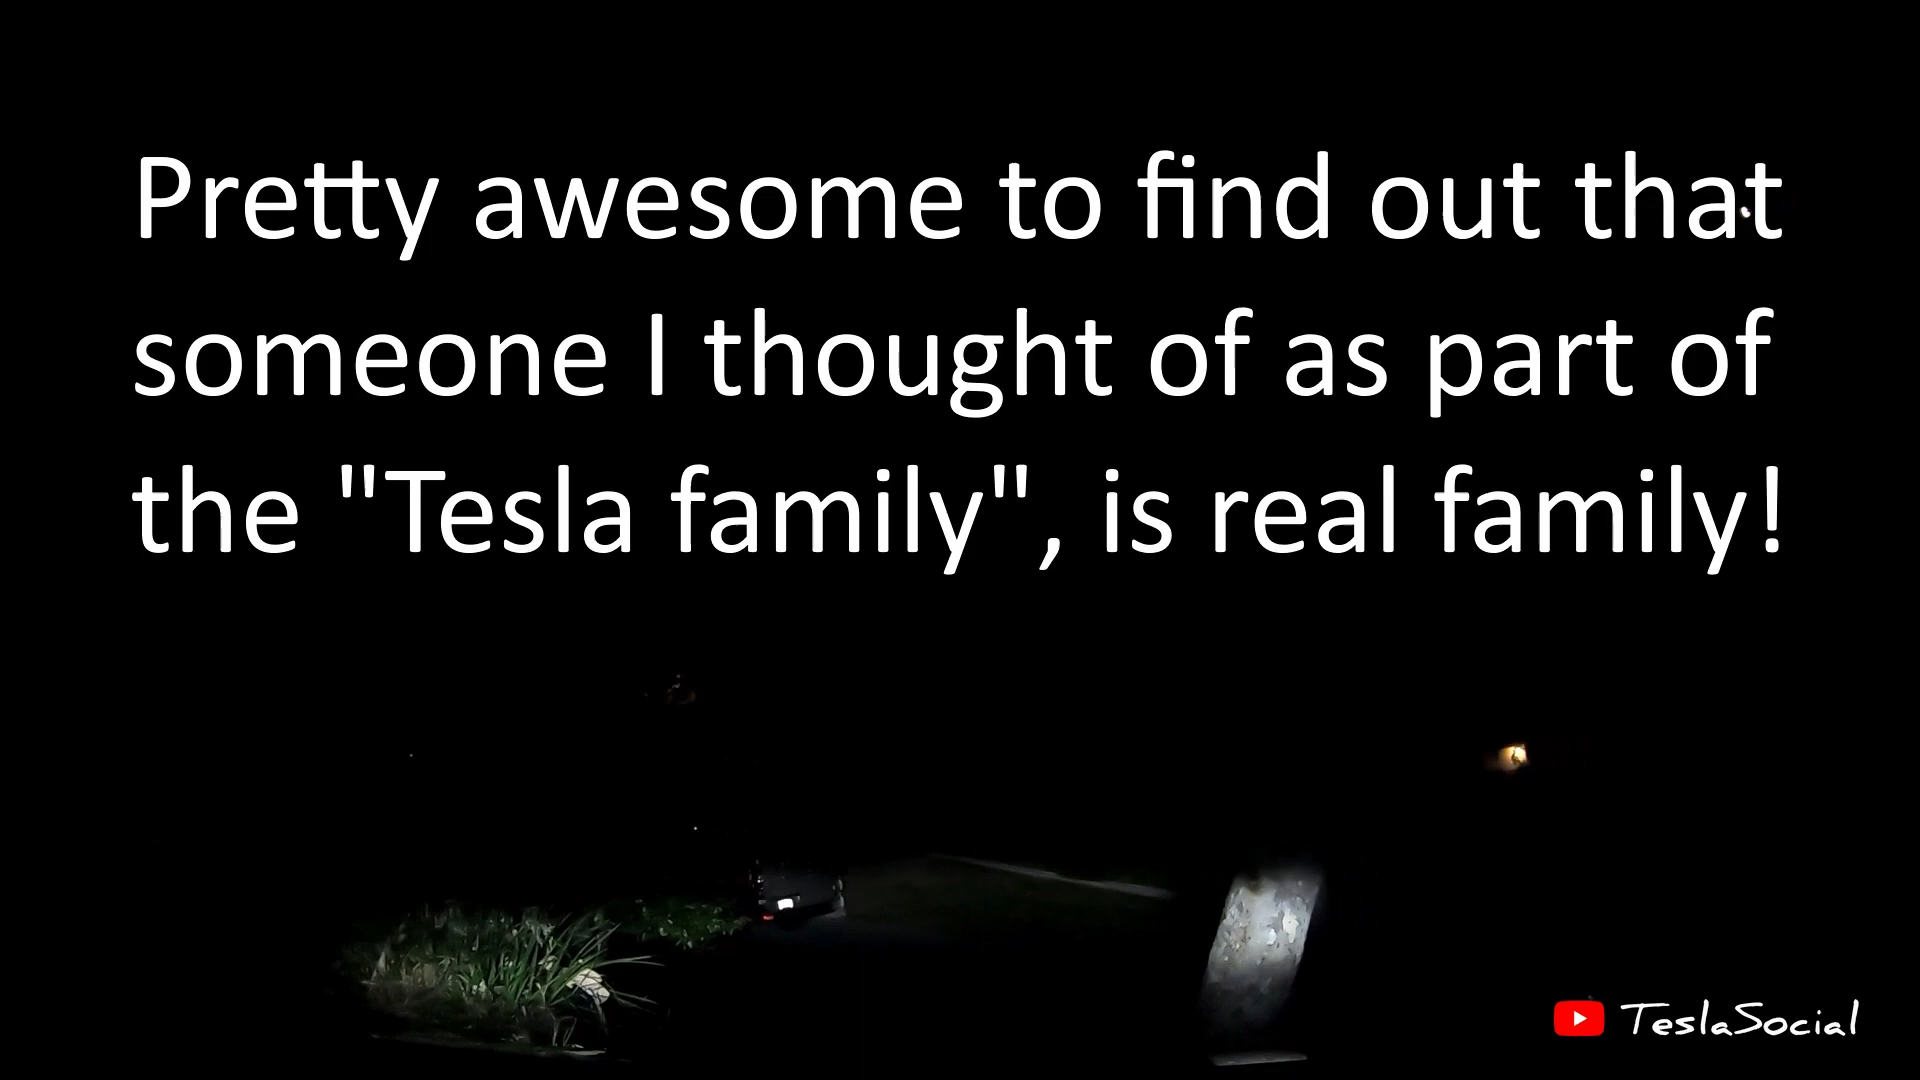 Pretty awesome to find out that
someone I thought of as part of
the "Tesla family", is real family!
TeslaSocial